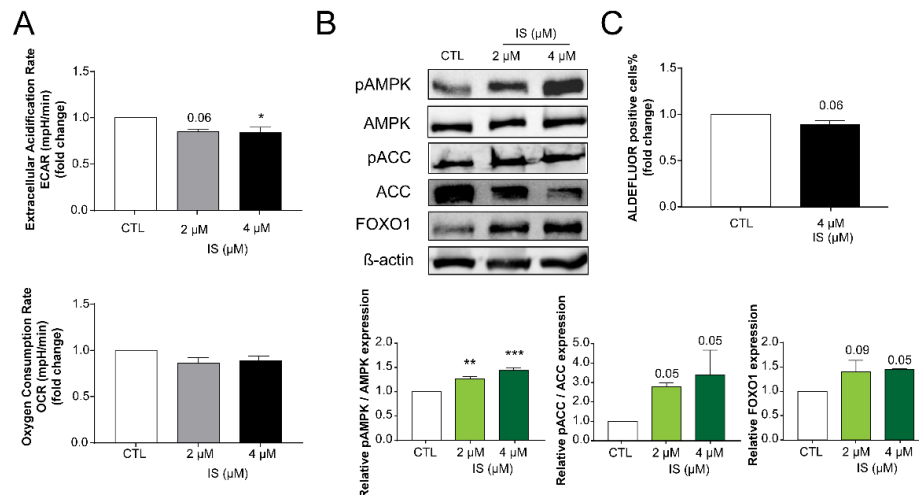 A
Extracellular Acidification Rate
ECAR (mpH/min)
(fold change)
1.5
1.0
0.5
0.0
0.06
*
CTL
2 µM
4 µM
IS (µM)
Oxygen Consumption Rate
OCR (mpH/min)
(fold change)
1.5
1.0
0.5
0.0
CTL
2 µM
4 µM
IS (µM)
B
IS (µM)
CTL
2 µM
4 µM
pAMPK
AMPK
pACC
ACC
FOXO1
ß-actin
Relative pAMPK / AMPK expression
2.0
1.5
1.0
0.5
0.0
**
***
CTL
2 µM
4 µM
IS (µM)
Relative pACC / ACC expression
5.0
4.0
3.0
2.0
1.0
0.0
0.05
0.05
CTL
2 µM
4 µM
IS (µM)
Relative FOXO1 expression
2.0
1.5
1.0
0.5
0.0
0.09
0.05
CTL
2 µM
4 µM
IS (µM)
C
ALDEFLUOR positive cells%
(fold change)
1.5
1.0
0.5
0.0
0.06
CTL
4 µM
IS (µM)